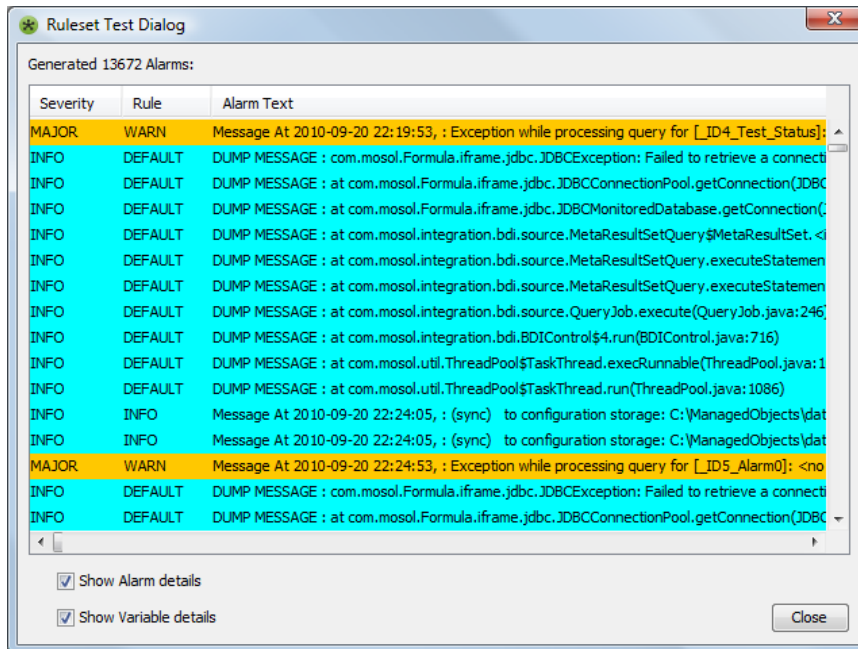 Ruleset Test Dialog
Generated 13672 Alarms:
Severity Rule Alarm Text
MAJOR WARN Message At 2010-09-20 22:19:53, : Exception while processing query for [_ID4_Test_Status]:
INFO DEFAULT DUMP MESSAGE : com.mosol.Formula.iframe.jdbc.JDBCException: Failed to retrieve a connecti
INFO DEFAULT DUMP MESSAGE : at com.mosol.Formula.iframe.jdbc.JDBCConnectionPool.getConnection(JDBC
INFO DEFAULT DUMP MESSAGE : at com.mosol.Formula.iframe.jdbc.JDBCMonitoredDatabase.getConnection(J
INFO DEFAULT DUMP MESSAGE : at com.mosol.integration.bdi.source.MetaResultSetQuery$MetaResultSet.<i
INFO DEFAULT DUMP MESSAGE : at com.mosol.integration.bdi.source.MetaResultSetQuery.executeStatemen
INFO DEFAULT DUMP MESSAGE : at com.mosol.integration.bdi.source.MetaResultSetQuery.executeStatemen
INFO DEFAULT DUMP MESSAGE : at com.mosol.integration.bdi.source.QueryJob.execute(QueryJob.java:246)
INFO DEFAULT DUMP MESSAGE : at com.mosol.integration.bdi.BDIControl$4.run(BDIControl.java:716)
INFO DEFAULT DUMP MESSAGE : at com.mosol.util.ThreadPool$TaskThread.execRunnable(ThreadPool.java:1
INFO DEFAULT DUMP MESSAGE : at com.mosol.util.ThreadPool$TaskThread.run(ThreadPool.java:1086)
INFO INFO Message At 2010-09-20 22:24:05, : (sync) to configuration storage: C:\ManagedObjects\dat
INFO INFO Message At 2010-09-20 22:24:05, : (sync) to configuration storage: C:\ManagedObjects\dat
MAJOR WARN Message At 2010-09-20 22:24:53, : Exception while processing query for [_ID5_Alarm0]: <no
INFO DEFAULT DUMP MESSAGE : com.mosol.Formula.iframe.jdbc.JDBCException: Failed to retrieve a connecti
INFO DEFAULT DUMP MESSAGE : at com.mosol.Formula.iframe.jdbc.JDBCConnectionPool.getConnection(JDBC
Show Alarm details
Show Variable details
Close